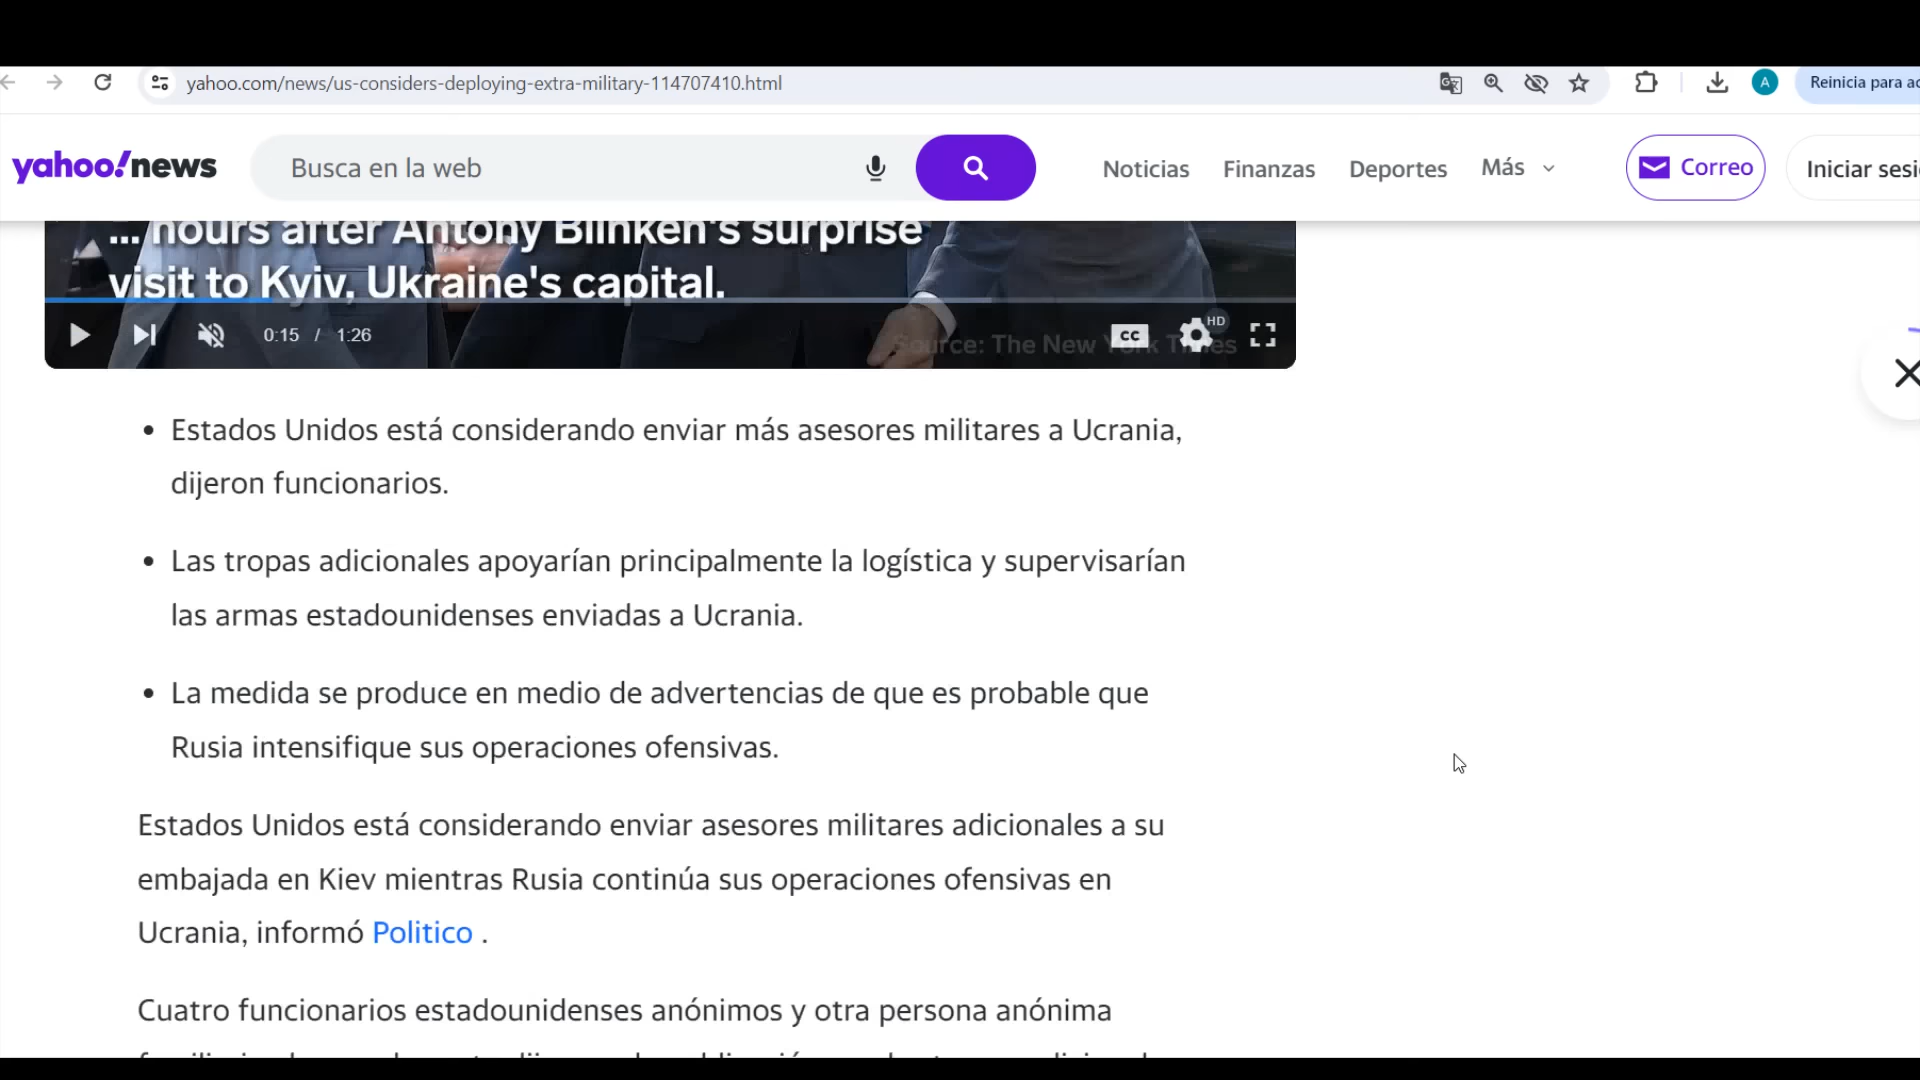 yahoo.com/news/us-considers-deploying-extra-military-114707410.html
A
Reinicia para ac
yahoo!news
Busca en la web
Noticias
Finanzas
Deportes
Más
Correo
Iniciar sesi
... hours after Antony Blinken's surprise
visit to Kyiv, Ukraine's capital.
0:15 / 1:26
CC
HD
Source: The New York Times
• Estados Unidos está considerando enviar más asesores militares a Ucrania,
dijeron funcionarios.
• Las tropas adicionales apoyarían principalmente la logística y supervisarían
las armas estadounidenses enviadas a Ucrania.
• La medida se produce en medio de advertencias de que es probable que
Rusia intensifique sus operaciones ofensivas.
Estados Unidos está considerando enviar asesores militares adicionales a su
embajada en Kiev mientras Rusia continúa sus operaciones ofensivas en
Ucrania, informó Politico .
Cuatro funcionarios estadounidenses anónimos y otra persona anónima